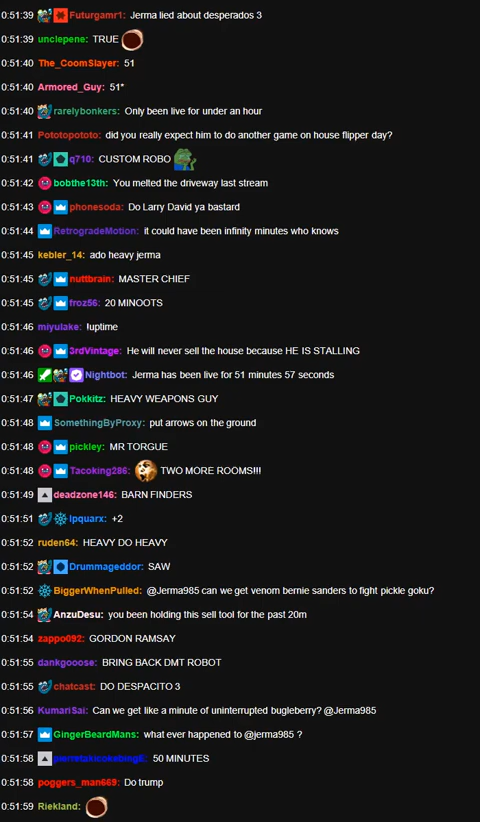 0:51:39 Futurgamr1: Jerma lied about desperados 3
0:51:39 unclepene: TRUE
0:51:40 The_CoomSlayer: 51
0:51:40 Armored_Guy: 51*
0:51:40 rarelybonkers: Only been live for under an hour
0:51:41 Pototopototo: did you really expect him to do another game on house flipper day?
0:51:41 q710: CUSTOM ROBO
0:51:42 bobthe13th: You melted the driveway last stream
0:51:43 phonesoda: Do Larry David ya bastard
0:51:44 RetrogradeMotion: it could have been infinity minutes who knows
0:51:45 kebler_14: ado heavy jerma
0:51:45 nuttbrain: MASTER CHIEF
0:51:45 froz56: 20 MINOOTS
0:51:46 miyulake: !uptime
0:51:46 3rdVintage: He will never sell the house because HE IS STALLING
0:51:46 Nightbot: Jerma has been live for 51 minutes 57 seconds
0:51:47 Pokkitz: HEAVY WEAPONS GUY
0:51:48 SomethingByProxy: put arrows on the ground
0:51:48 pickley: MR TORGUE
0:51:48 Tacoking286: TWO MORE ROOMS!!!
0:51:49 deadzone146: BARN FINDERS
0:51:51 lpquarx: +2
0:51:52 ruden64: HEAVY DO HEAVY
0:51:52 Drummageddor: SAW
0:51:52 BiggerWhenPulled: @Jerma985 can we get venom bernie sanders to fight pickle goku?
0:51:54 AnzuDesu: you been holding this sell tool for the past 20m
0:51:54 zappo092: GORDON RAMSAY
0:51:55 dankgooose: BRING BACK DMT ROBOT
0:51:55 chatcast: DO DESPACITO 3
0:51:56 KumariSai: Can we get like a minute of uninterrupted bugleberry? @Jerma985
0:51:57 GingerBeardMans: what ever happened to @jerma985 ?
0:51:58 50 MINUTES
0:51:58 poggers_man669: Do trump
0:51:59 Riekland: